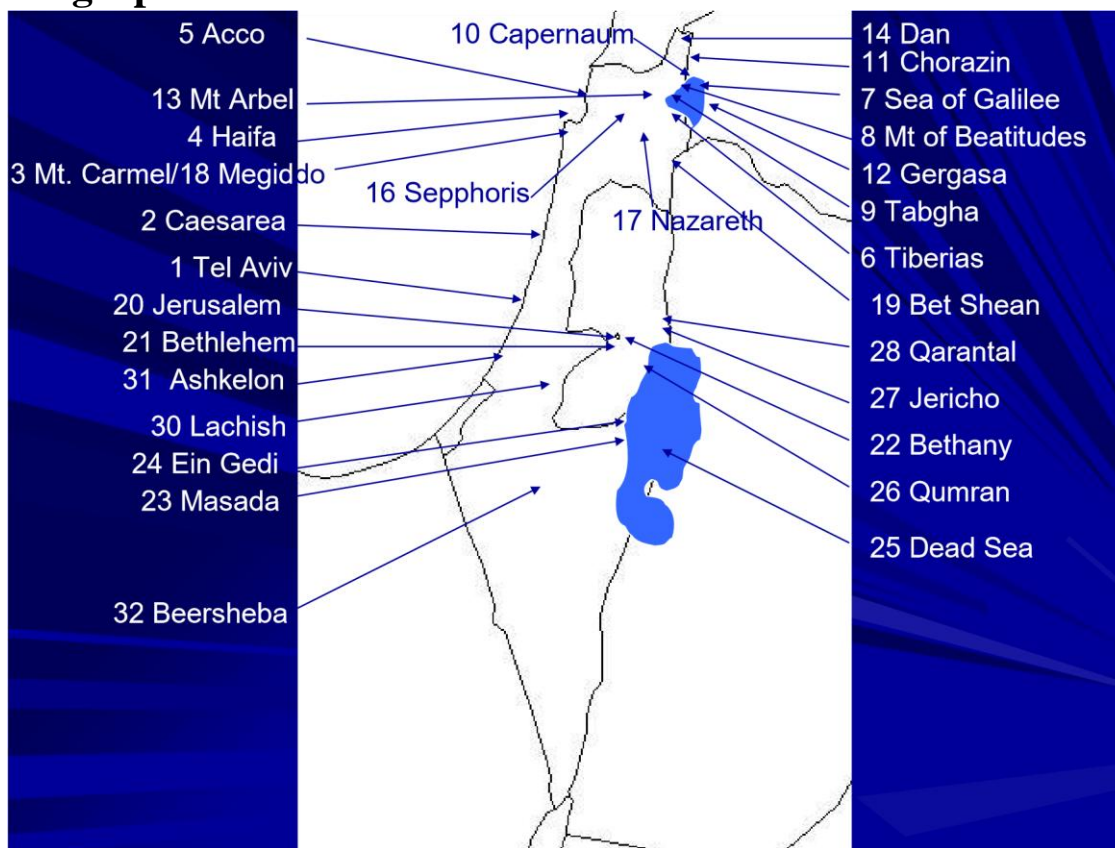 5 Acco
13 Mt Arbel
4 Haifa
3 Mt. Carmel/18 Megiddo
2 Caesarea
1 Tel Aviv
20 Jerusalem
21 Bethlehem
31 Ashkelon
30 Lachish
24 Ein Gedi
23 Masada
32 Beersheba
10 Capernaum
16 Sepphoris
17 Nazareth
14 Dan
11 Chorazin
7 Sea of Galilee
8 Mt of Beatitudes
12 Gergasa
9 Tabgha
6 Tiberias
19 Bet Shean
28 Qarantal
27 Jericho
22 Bethany
26 Qumran
25 Dead Sea